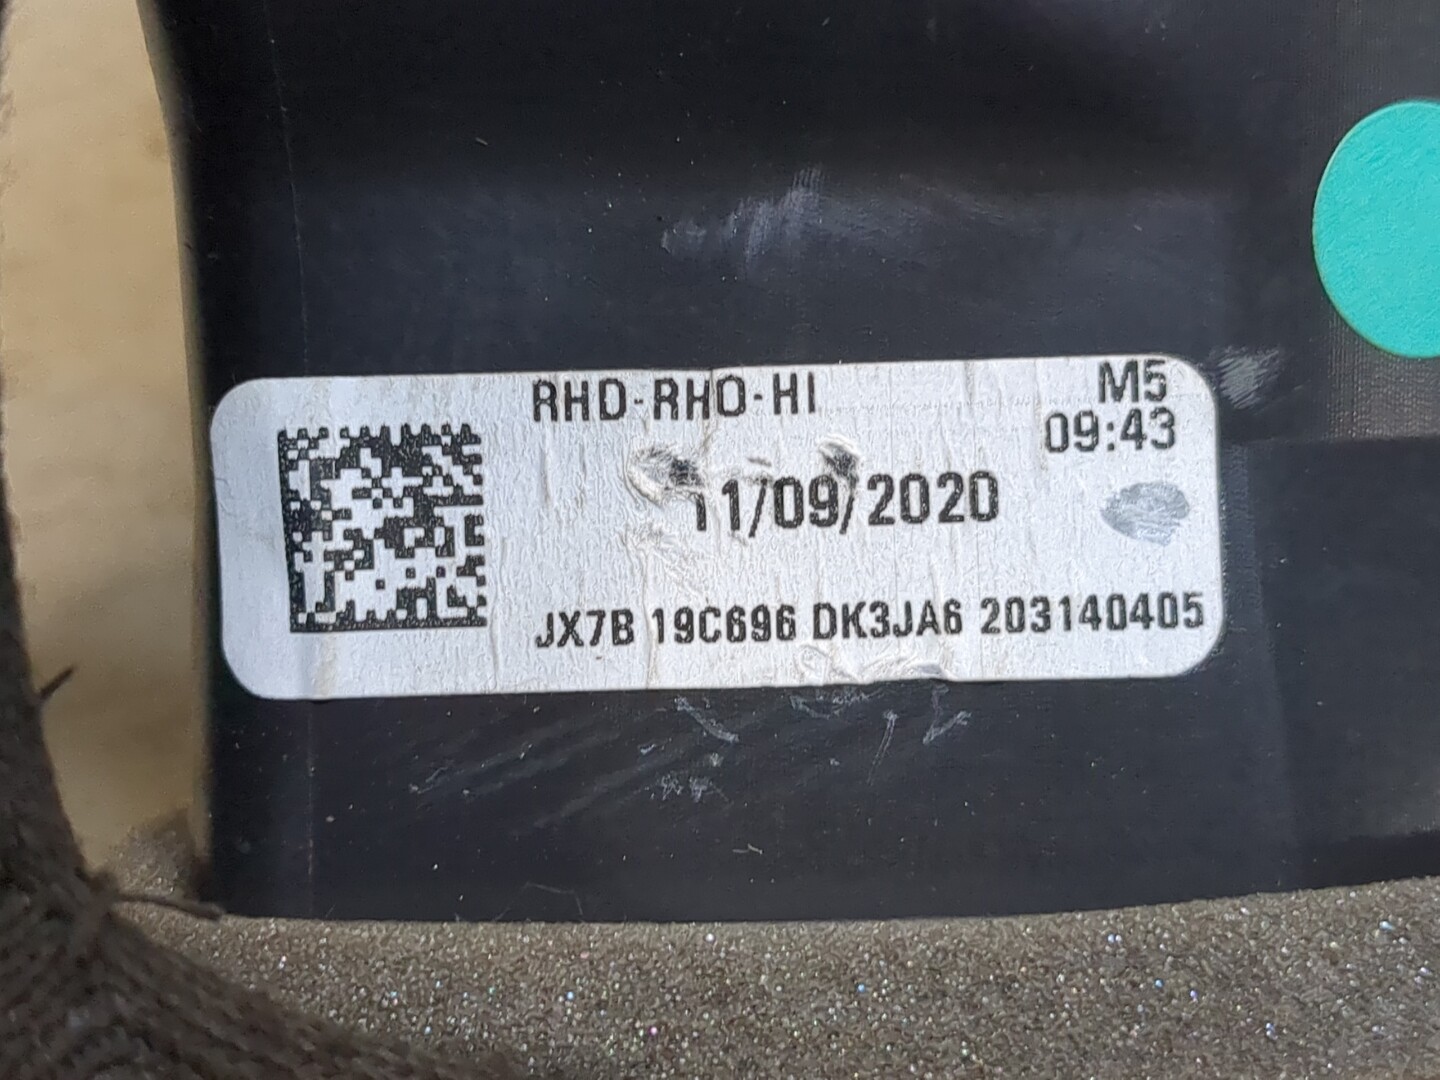 RHD-RHO-HI
M5
09:43
11/09/2020
JX7B 19C696 DK3JA6 203140405